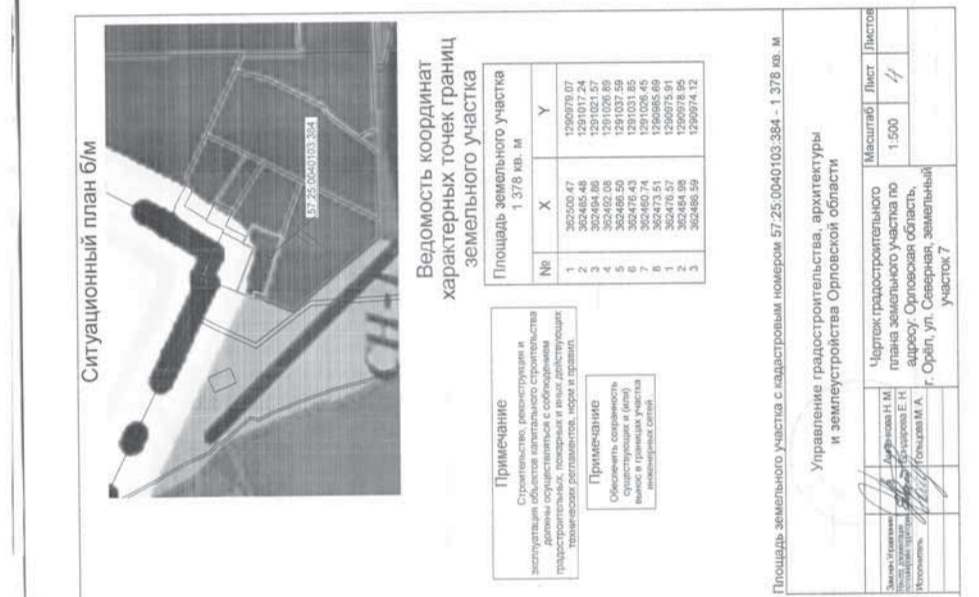 Ситуационный план б/м
57:25:0040103:384
СН-1
Ведомость координат
характерных точек границ
земельного участка
Площадь земельного участка
1 378 кв. м
№ X Y
1 362500.47 1290979.07
2 362485.48 1291017.24
3 362494.86 1291021.57
4 362492.08 1291026.89
5 362486.50 1291037.59
6 362476.43 1291031.85
7 362460.74 1291026.45
8 362473.51 1290985.69
1 362476.57 1290975.91
2 362484.98 1290978.95
3 362486.59 1290974.12
Примечание
Строительство, реконструкция и
эксплуатация объектов капитального строительства
должны осуществляться с соблюдением
градостроительных, пожарных и иных действующих
технических регламентов, норм и правил.
Примечание
Обеспечить сохранность
существующих и (или)
вынос в границах участка
инженерных сетей
Площадь земельного участка с кадастровым номером 57:25:0040103:384 - 1 378 кв. м
Управление градостроительства, архитектуры
и землеустройства Орловской области
Чертеж градостроительного
плана земельного участка по
адресу: Орловская область,
г. Орёл, ул. Северная, земельный
участок 7
Масштаб Лист Листов
1:500 4
Исполнитель Гольцова М. А.